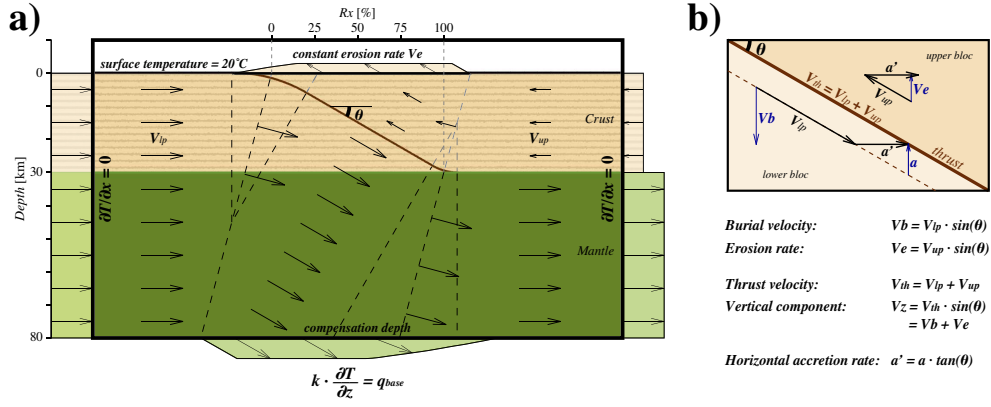 a)
Rx [%]
0 25 50 75 100
constant erosion rate Ve
surface temperature = 20°C
0
θ
Crust
Vlp
Vup
30
Depth [km]
∂T/∂x = 0
∂T/∂x = 0
Mantle
compensation depth
80
k · ∂T/∂z = qbase
b)
θ
upper bloc
a'
Ve
Vup
Vth = Vlp + Vup
Vb
Vlp
a'
a
thrust
lower bloc
Burial velocity: Vb = Vlp · sin(θ)
Erosion rate: Ve = Vup · sin(θ)
Thrust velocity: Vth = Vlp + Vup
Vertical component: Vz = Vth · sin(θ)
= Vb + Ve
Horizontal accretion rate: a' = a · tan(θ)